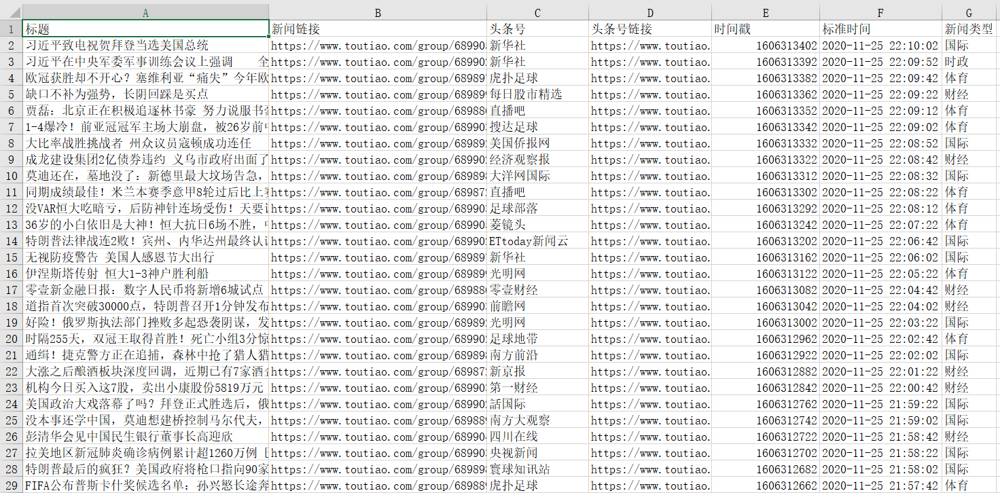 A B C D E F G
1 标题 新闻链接 头条号 头条号链接 时间戳 标准时间 新闻类型
2 习近平致电祝贺拜登当选美国总统 https://www.toutiao.com/group/68990 新华社 https://www.toutiao. 1606313402 2020-11-25 22:10:02 国际
3 习近平在中央军委军事训练会议上强调 全 https://www.toutiao.com/group/68990 新华社 https://www.toutiao. 1606313392 2020-11-25 22:09:52 时政
4 欧冠获胜却不开心？塞维利亚“痛失”今年欧 https://www.toutiao.com/group/68989 虎扑足球 https://www.toutiao. 1606313382 2020-11-25 22:09:42 体育
5 缺口不补为强势，长阴回踩是买点 https://www.toutiao.com/group/68989 每日股市精选 https://www.toutiao. 1606313362 2020-11-25 22:09:22 财经
6 贾磊：北京正在积极追逐林书豪 努力说服书豪 https://www.toutiao.com/group/68988 直播吧 https://www.toutiao. 1606313352 2020-11-25 22:09:12 体育
7 1-4爆冷！前亚冠冠军主场大崩盘，被26岁前 https://www.toutiao.com/group/68990 搜达足球 https://www.toutiao. 1606313342 2020-11-25 22:09:02 体育
8 大比率战胜挑战者 州众议员寇顿成功连任 https://www.toutiao.com/group/68989 美国侨报网 https://www.toutiao. 1606313332 2020-11-25 22:08:52 国际
9 成龙建设集团2亿债券违约 义乌市政府出面了 https://www.toutiao.com/group/68990 经济观察报 https://www.toutiao. 1606313322 2020-11-25 22:08:42 财经
10 莫迪还在，墓地没了：新德里最大坟场告急， https://www.toutiao.com/group/68989 大洋网国际 https://www.toutiao. 1606313312 2020-11-25 22:08:32 国际
11 同期成绩最佳！米兰本赛季意甲8轮过后比上赛 https://www.toutiao.com/group/68987 直播吧 https://www.toutiao. 1606313302 2020-11-25 22:08:22 体育
12 没VAR恒大吃暗亏，后防神针连场受伤！天要 https://www.toutiao.com/group/68990 足球部落 https://www.toutiao. 1606313292 2020-11-25 22:08:12 体育
13 36岁的小白依旧是大神！恒大抗日6场不胜， https://www.toutiao.com/group/68990 菱镜头 https://www.toutiao. 1606313242 2020-11-25 22:07:22 体育
14 特朗普法律战连2败！宾州、内华达州最终认 https://www.toutiao.com/group/68990 ETtoday新闻云 https://www.toutiao. 1606313202 2020-11-25 22:06:42 国际
15 无视防疫警告 美国人感恩节大出行 https://www.toutiao.com/group/68989 新华社 https://www.toutiao. 1606313162 2020-11-25 22:06:02 国际
16 伊涅斯塔传射 恒大1-3神户胜利船 https://www.toutiao.com/group/68989 光明网 https://www.toutiao. 1606313122 2020-11-25 22:05:22 体育
17 零壹新金融日报：数字人民币将新增6城试点 https://www.toutiao.com/group/68988 零壹财经 https://www.toutiao. 1606313082 2020-11-25 22:04:42 财经
18 道指首次突破30000点，特朗普召开1分钟发布 https://www.toutiao.com/group/68990 前瞻网 https://www.toutiao. 1606313042 2020-11-25 22:04:02 财经
19 好险！俄罗斯执法部门挫败多起恐袭阴谋，发 https://www.toutiao.com/group/68989 光明网 https://www.toutiao. 1606313002 2020-11-25 22:03:22 国际
20 时隔255天，双冠王取得首胜！死亡小组3分惊 https://www.toutiao.com/group/68990 足球地带 https://www.toutiao. 1606312962 2020-11-25 22:02:42 体育
21 通缉！捷克警方正在追捕，森林中抢了猎人猎 https://www.toutiao.com/group/68989 南方前沿 https://www.toutiao. 1606312922 2020-11-25 22:02:02 国际
22 大涨之后酿酒板块深度回调，近期已有7家酒企 https://www.toutiao.com/group/68987 新京报 https://www.toutiao. 1606312882 2020-11-25 22:01:22 财经
23 机构今日买入这7股，卖出小康股份5819万元 https://www.toutiao.com/group/68990 第一财经 https://www.toutiao. 1606312842 2020-11-25 22:00:42 财经
24 美国政治大戏落幕了吗？拜登正式胜选后，俄 https://www.toutiao.com/group/68990 話国际 https://www.toutiao. 1606312762 2020-11-25 21:59:22 国际
25 没本事还学中国，莫迪想建桥控制马尔代夫， https://www.toutiao.com/group/68988 南方大观察 https://www.toutiao. 1606312742 2020-11-25 21:59:02 国际
26 彭清华会见中国民生银行董事长高迎欣 https://www.toutiao.com/group/68990 四川在线 https://www.toutiao. 1606312722 2020-11-25 21:58:42 财经
27 拉美地区新冠肺炎确诊病例累计超1260万例 https://www.toutiao.com/group/68990 央视新闻 https://www.toutiao. 1606312702 2020-11-25 21:58:22 国际
28 特朗普最后的疯狂？美国政府将枪口指向90家 https://www.toutiao.com/group/68989 寰球知识站 https://www.toutiao. 1606312682 2020-11-25 21:58:02 国际
29 FIFA公布普斯卡什奖候选名单：孙兴慜长途奔 https://www.toutiao.com/group/68988 虎扑足球 https://www.toutiao. 1606312662 2020-11-25 21:57:42 体育